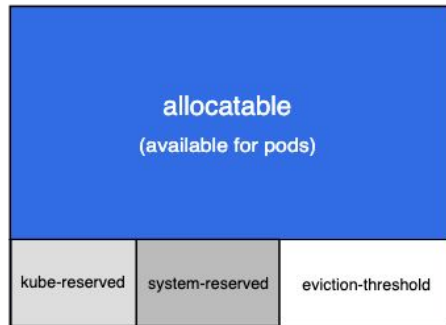 allocatable
(available for pods)
kube-reserved
system-reserved
eviction-threshold